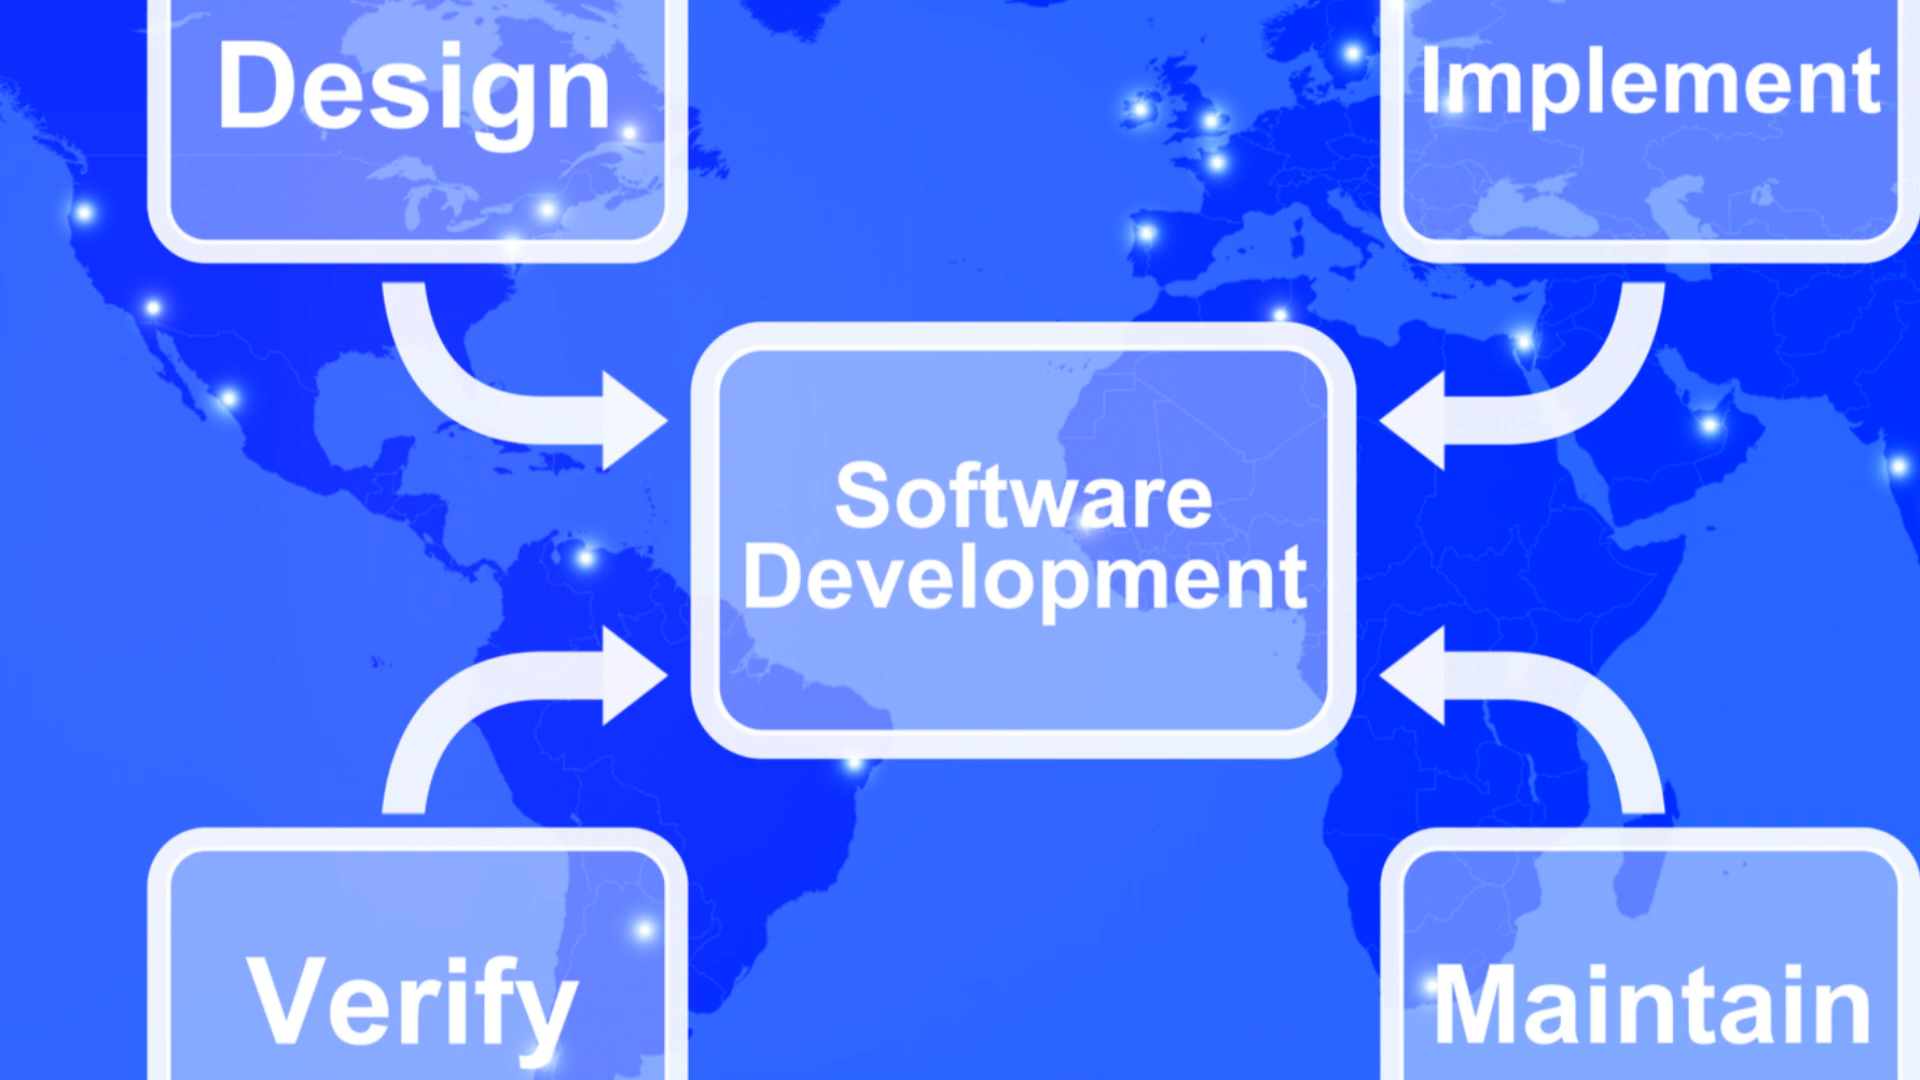 Design
Implement
Software
Development
Verify
Maintain